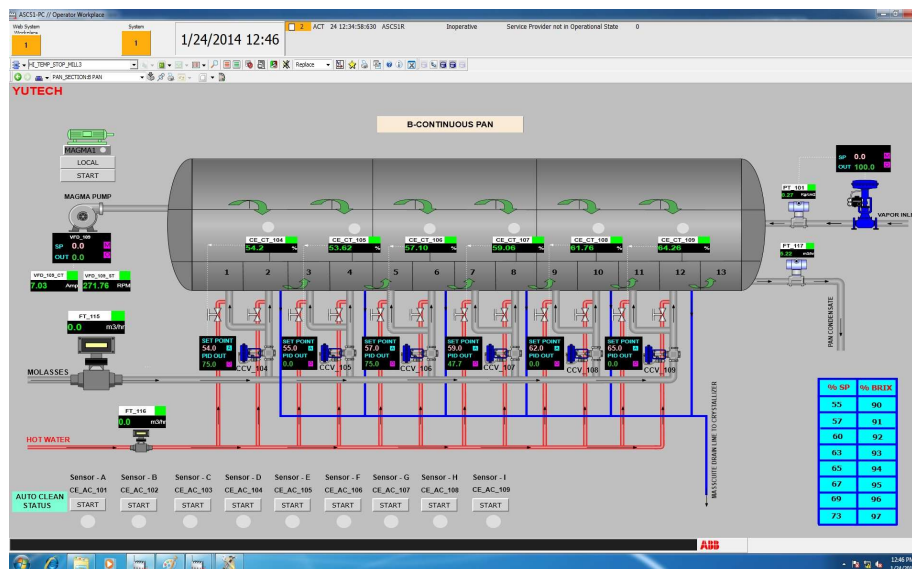 ASCS1-PC // Operator Workplace
Web System
Workplace
1
System
1
1/24/2014 12:46
2 ACT 24 12:34:58:630 ASCS1R Inoperative Service Provider not in Operational State 0
HI_TEMP_STOP_MILL3
Replace
PAN_SECTION:B PAN
YUTECH
B-CONTINUOUS PAN
MAGMA1
LOCAL
START
MAGMA PUMP
VFD_109
SP 0.0
OUT 0.0
VFD_109_CT VFD_109_ST
7.03 Amp 271.76 RPM
FT_115
0.0 m3/hr
MOLASSES
FT_116
0.0 m3/hr
HOT WATER
CE_CT_104
54.2 %
CE_CT_105
53.62 %
CE_CT_106
57.10 %
CE_CT_107
59.06 %
CE_CT_108
61.76 %
CE_CT_109
64.26 %
1 2 3 4 5 6 7 8 9 10 11 12 13
SET POINT
54.0 A
PID OUT
75.0
CCV_104
SET POINT
55.0 A
PID OUT
0.0
CCV_105
SET POINT
57.0 A
PID OUT
75.0
CCV_106
SET POINT
59.0 A
PID OUT
47.7
CCV_107
SET POINT
62.0 A
PID OUT
0.0
CCV_108
SET POINT
65.0 A
PID OUT
0.0
CCV_109
SP 0.0
OUT 100.0
PT_101
0.27 Kg/cm2
VAPOR INLE
FT_117
0.22 m3/hr
PAN CONDENSATE
MASSCUITE DRAIN LINE TO CRYSTALLIZER
% SP % BRIX
55 90
57 91
60 92
63 93
65 94
67 95
69 96
73 97
Sensor - A Sensor - B Sensor - C Sensor - D Sensor - E Sensor - F Sensor - G Sensor - H Sensor - I
CE_AC_101 CE_AC_102 CE_AC_103 CE_AC_104 CE_AC_105 CE_AC_106 CE_AC_107 CE_AC_108 CE_AC_109
AUTO CLEAN
STATUS
START START START START START START START START START
ABB
12:46 PM